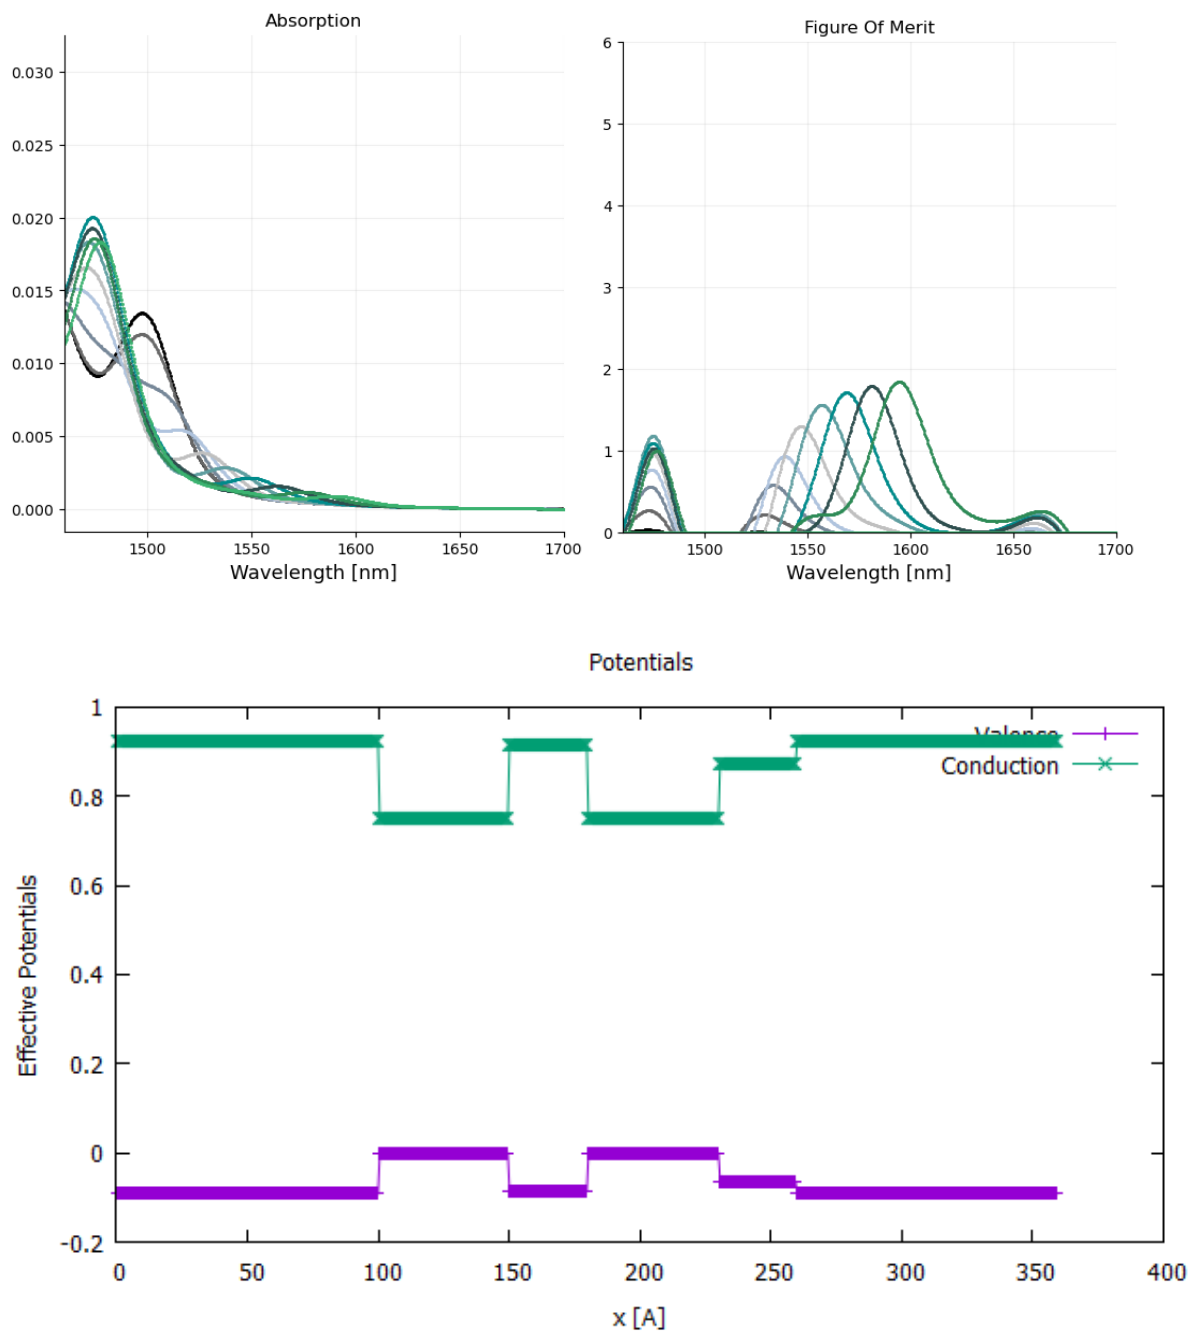 Absorption
0.030
0.025
0.020
0.015
0.010
0.005
0.000
1500 1550 1600 1650 1700
Wavelength [nm]
Figure Of Merit
6
5
4
3
2
1
0
1500 1550 1600 1650 1700
Wavelength [nm]
Potentials
1
0.8
0.6
0.4
0.2
0
-0.2
Effective Potentials
Valence
Conduction
0 50 100 150 200 250 300 350 400
x [A]